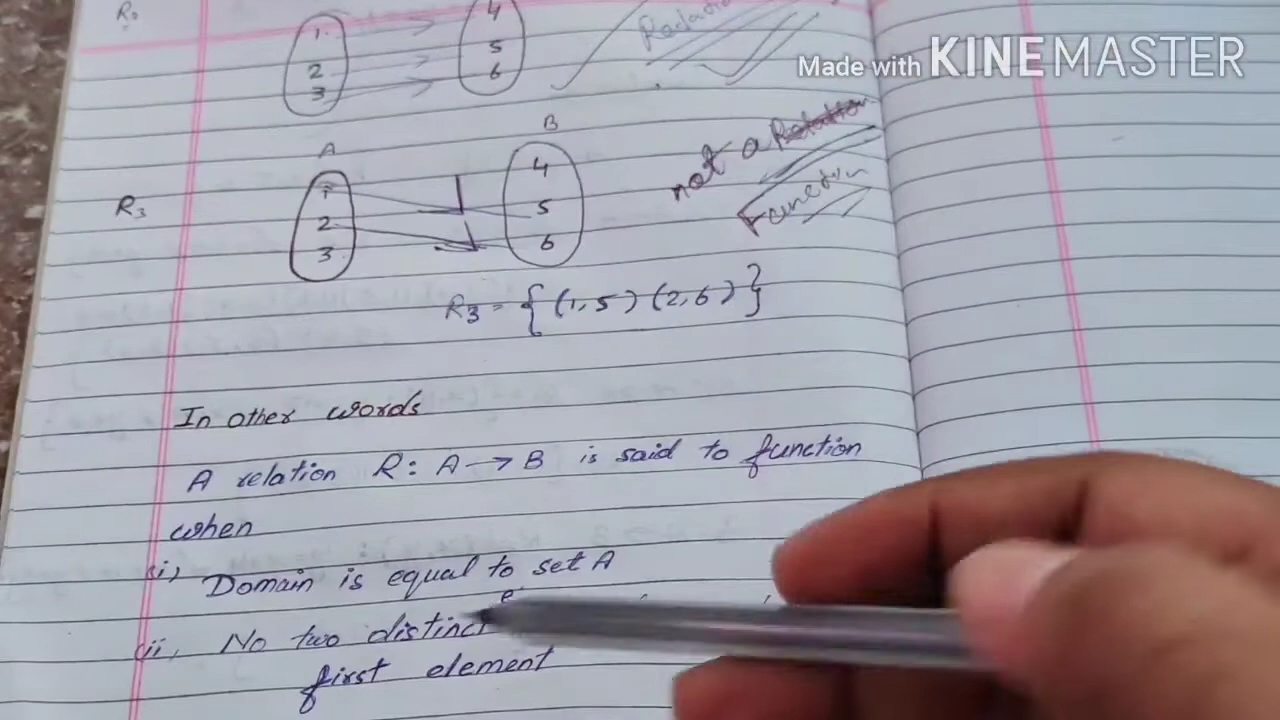 R₂
1
2
3
4
5
6
Relation
Made with KINEMASTER
A
B
R3
1
2
3
4
5
6
not a Relation
Function
R3 = { (1,5) (2,6) }
In other words
A relation R: A → B is said to function
when
(i) Domain is equal to set A
(ii, No two distinct
first element